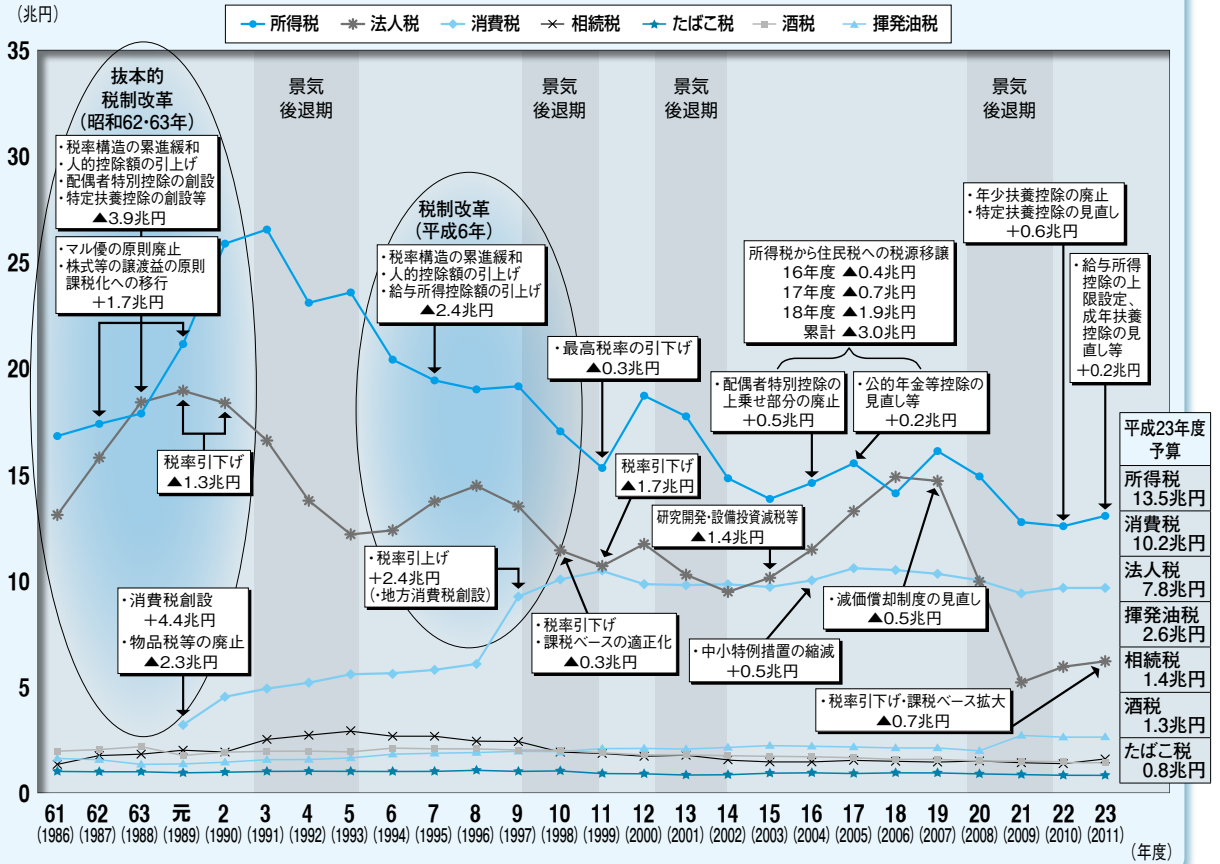 (兆円)
所得税 法人税 消費税 相続税 たばこ税 酒税 揮発油税
35
30
25
20
15
10
5
0
抜本的
税制改革
(昭和62・63年)
・税率構造の累進緩和
・人的控除額の引上げ
・配偶者特別控除の創設
・特定扶養控除の創設等
▲3.9兆円
・マル優の原則廃止
・株式等の譲渡益の原則
課税化への移行
+1.7兆円
税率引下げ
▲1.3兆円
・消費税創設
+4.4兆円
・物品税等の廃止
▲2.3兆円
景気
後退期
税制改革
(平成6年)
・税率構造の累進緩和
・人的控除額の引上げ
・給与所得控除額の引上げ
▲2.4兆円
・税率引上げ
+2.4兆円
(・地方消費税創設)
景気
後退期
・最高税率の引下げ
▲0.3兆円
税率引下げ
▲1.7兆円
・税率引下げ
・課税ベースの適正化
▲0.3兆円
景気
後退期
所得税から住民税への税源移譲
16年度 ▲0.4兆円
17年度 ▲0.7兆円
18年度 ▲1.9兆円
累計 ▲3.0兆円
・配偶者特別控除の
上乗せ部分の廃止
+0.5兆円
・公的年金等控除の
見直し等
+0.2兆円
研究開発・設備投資減税等
▲1.4兆円
・減価償却制度の見直し
▲0.5兆円
・中小特例措置の縮減
+0.5兆円
景気
後退期
・年少扶養控除の廃止
・特定扶養控除の見直し
+0.6兆円
・給与所得
控除の上
限設定、
成年扶養
控除の見
直し等
+0.2兆円
・税率引下げ・課税ベース拡大
▲0.7兆円
平成23年度
予算
所得税
13.5兆円
消費税
10.2兆円
法人税
7.8兆円
揮発油税
2.6兆円
相続税
1.4兆円
酒税
1.3兆円
たばこ税
0.8兆円
61 62 63 元 2 3 4 5 6 7 8 9 10 11 12 13 14 15 16 17 18 19 20 21 22 23
(1986) (1987) (1988) (1989) (1990) (1991) (1992) (1993) (1994) (1995) (1996) (1997) (1998) (1999) (2000) (2001) (2002) (2003) (2004) (2005) (2006) (2007) (2008) (2009) (2010) (2011)
(年度)